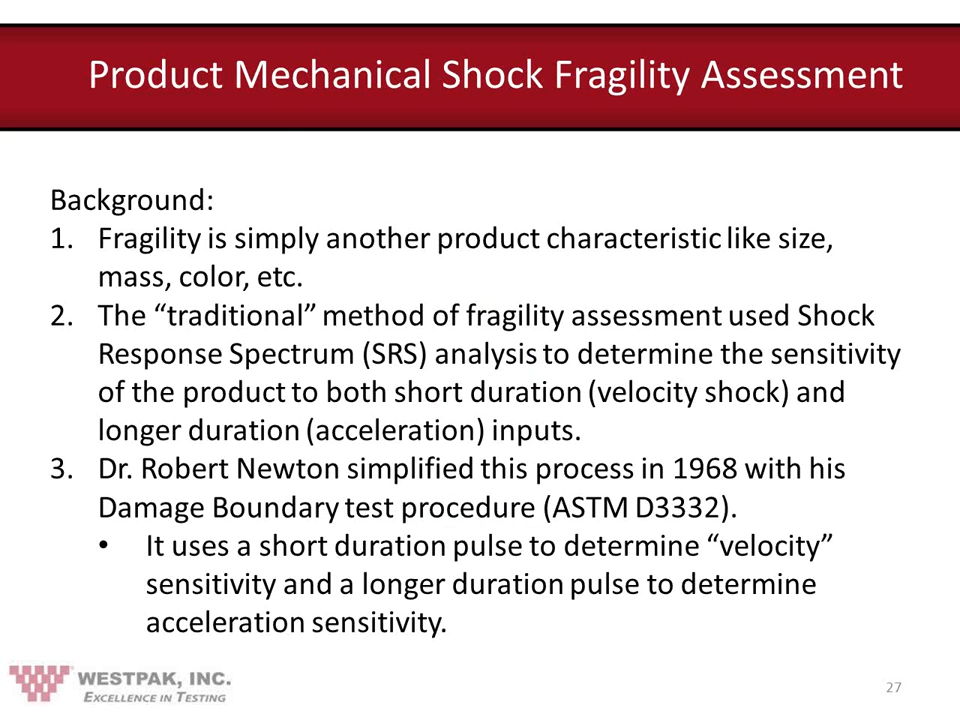 Product Mechanical Shock Fragility Assessment
Background:
1. Fragility is simply another product characteristic like size,
mass, color, etc.
2. The “traditional” method of fragility assessment used Shock
Response Spectrum (SRS) analysis to determine the sensitivity
of the product to both short duration (velocity shock) and
longer duration (acceleration) inputs.
3. Dr. Robert Newton simplified this process in 1968 with his
Damage Boundary test procedure (ASTM D3332).
• It uses a short duration pulse to determine “velocity”
sensitivity and a longer duration pulse to determine
acceleration sensitivity.
WESTPAK, INC.
EXCELLENCE IN TESTING
27